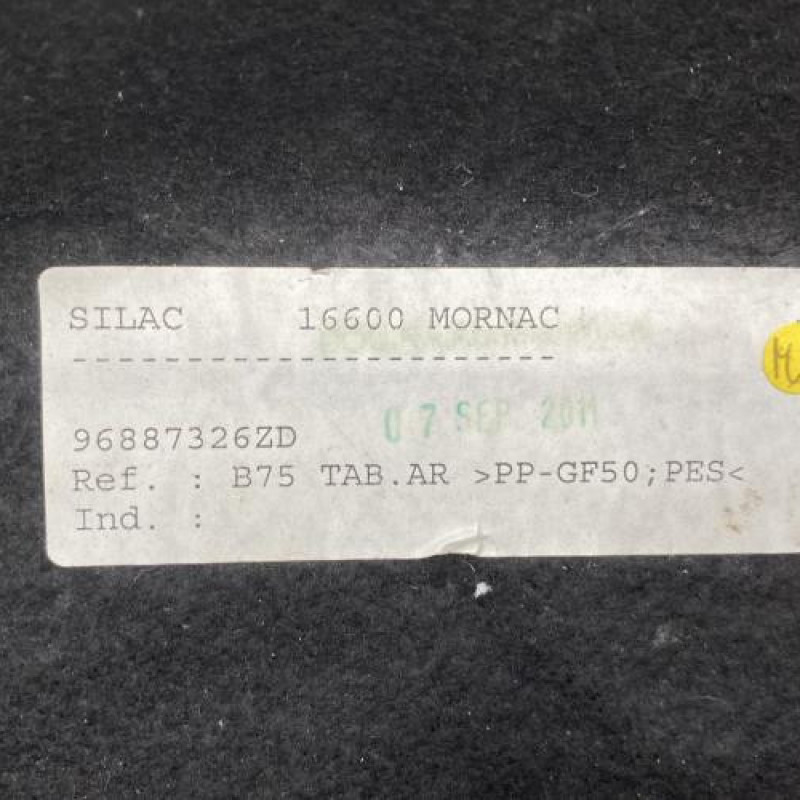 SILAC 16600 MORNAC
-----------------------
96887326ZD 07 SEP 2011
Ref. : B75 TAB.AR >PP-GF50;PES<
Ind. :